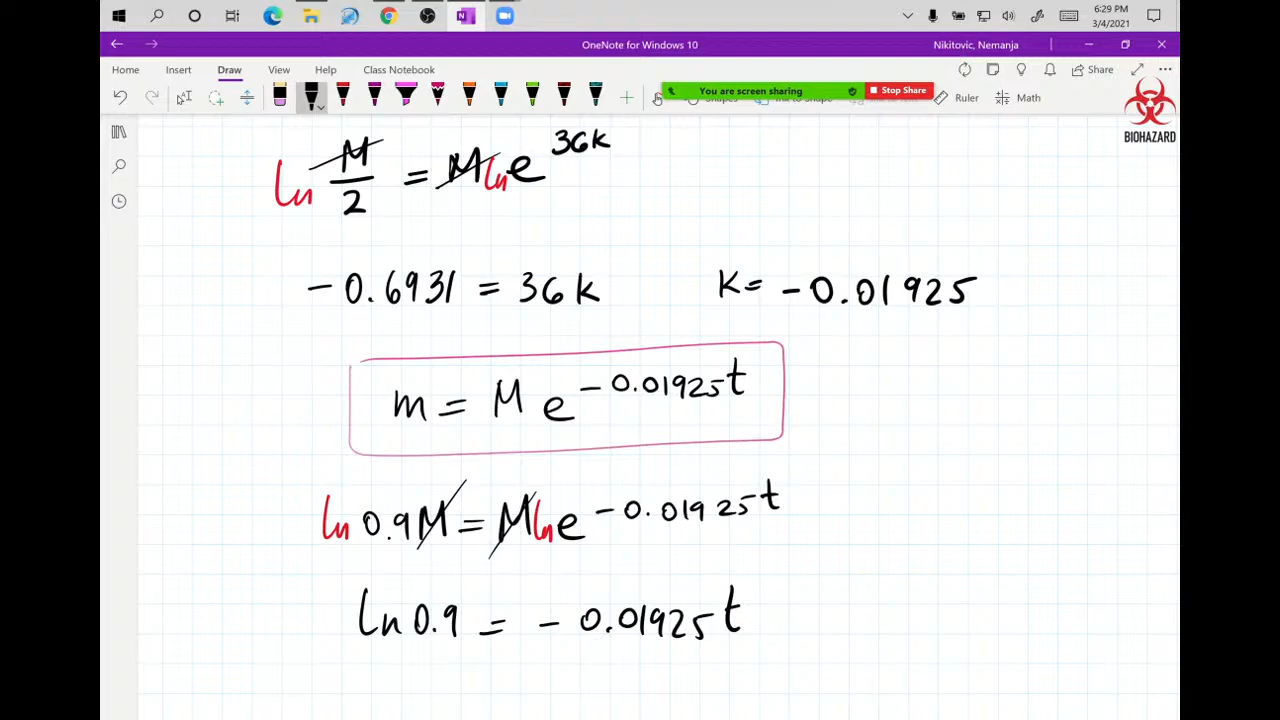 6:29 PM
3/4/2021
OneNote for Windows 10
Nikitovic, Nemanja
Home Insert Draw View Help Class Notebook Share
You are screen sharing Stop Share
Ruler Math
BIOHAZARD
ln M/2 = M ln e^36k
-0.6931 = 36k k= -0.01925
m = M e^-0.01925t
ln 0.9M = M ln e^-0.01925t
ln 0.9 = -0.01925t